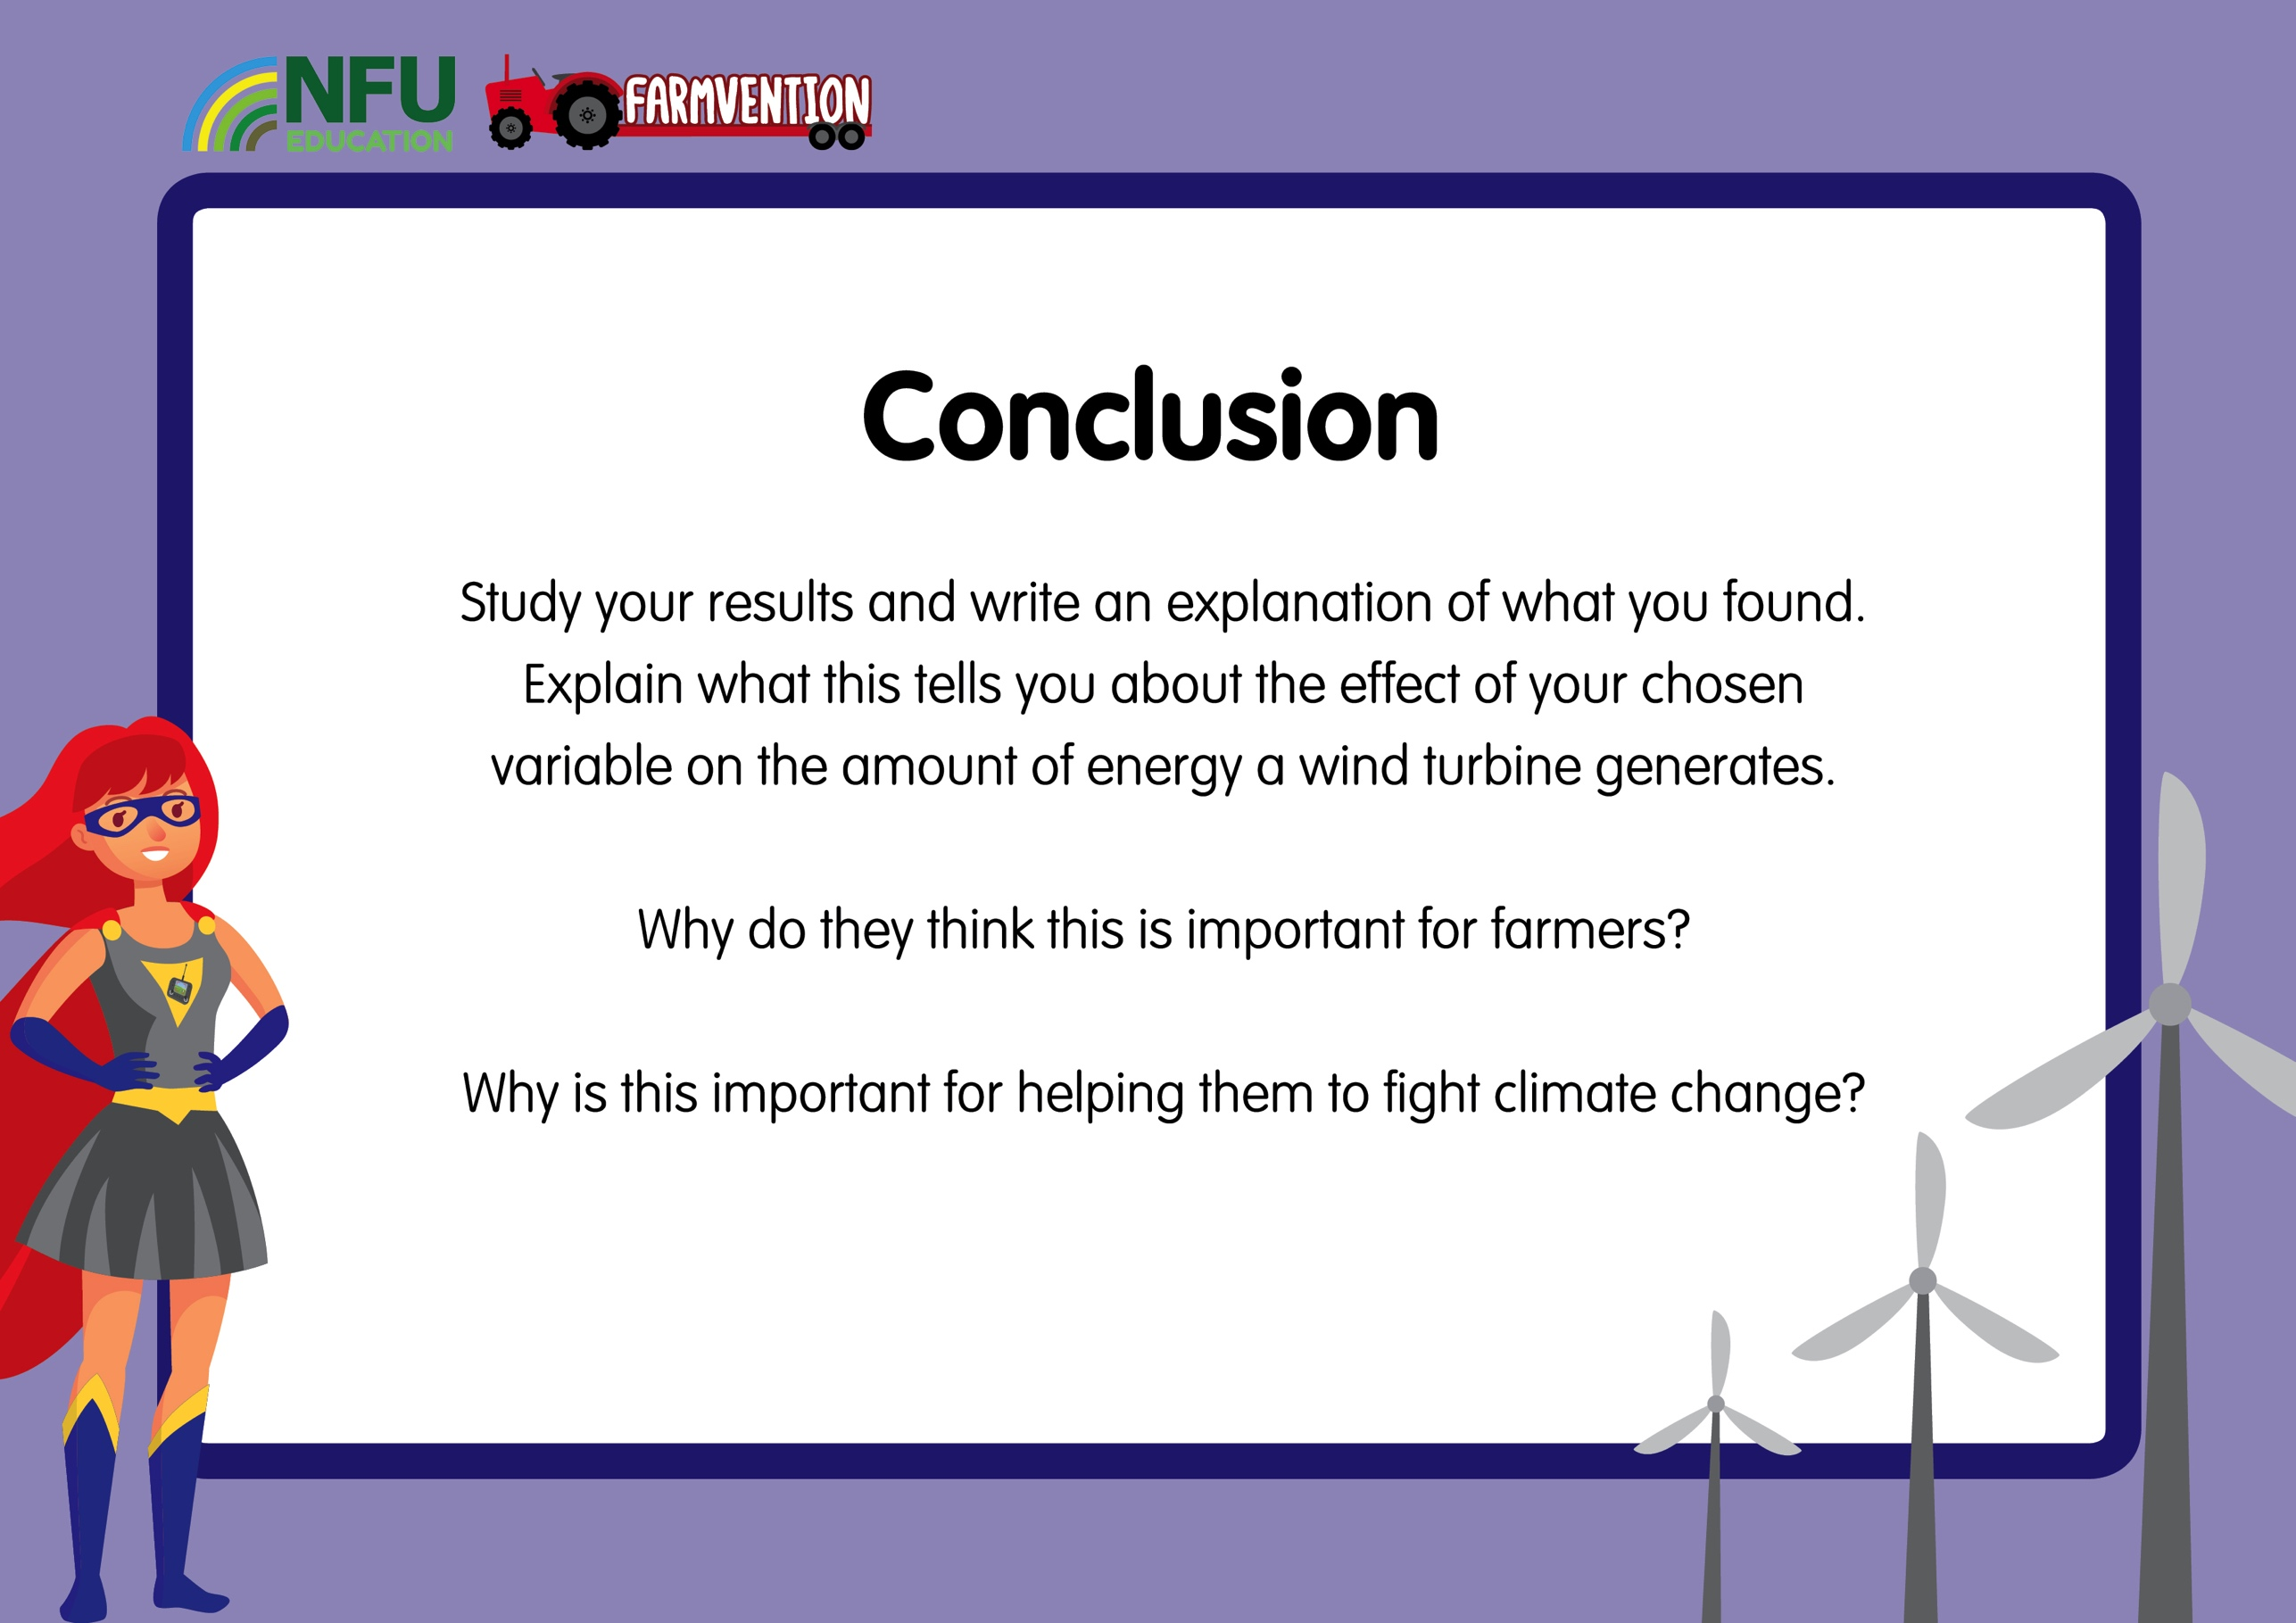 NFU
EDUCATION
FARMVENTION
Conclusion
Study your results and write an explanation of what you found.
Explain what this tells you about the effect of your chosen
variable on the amount of energy a wind turbine generates.
Why do they think this is important for farmers?
Why is this important for helping them to fight climate change?